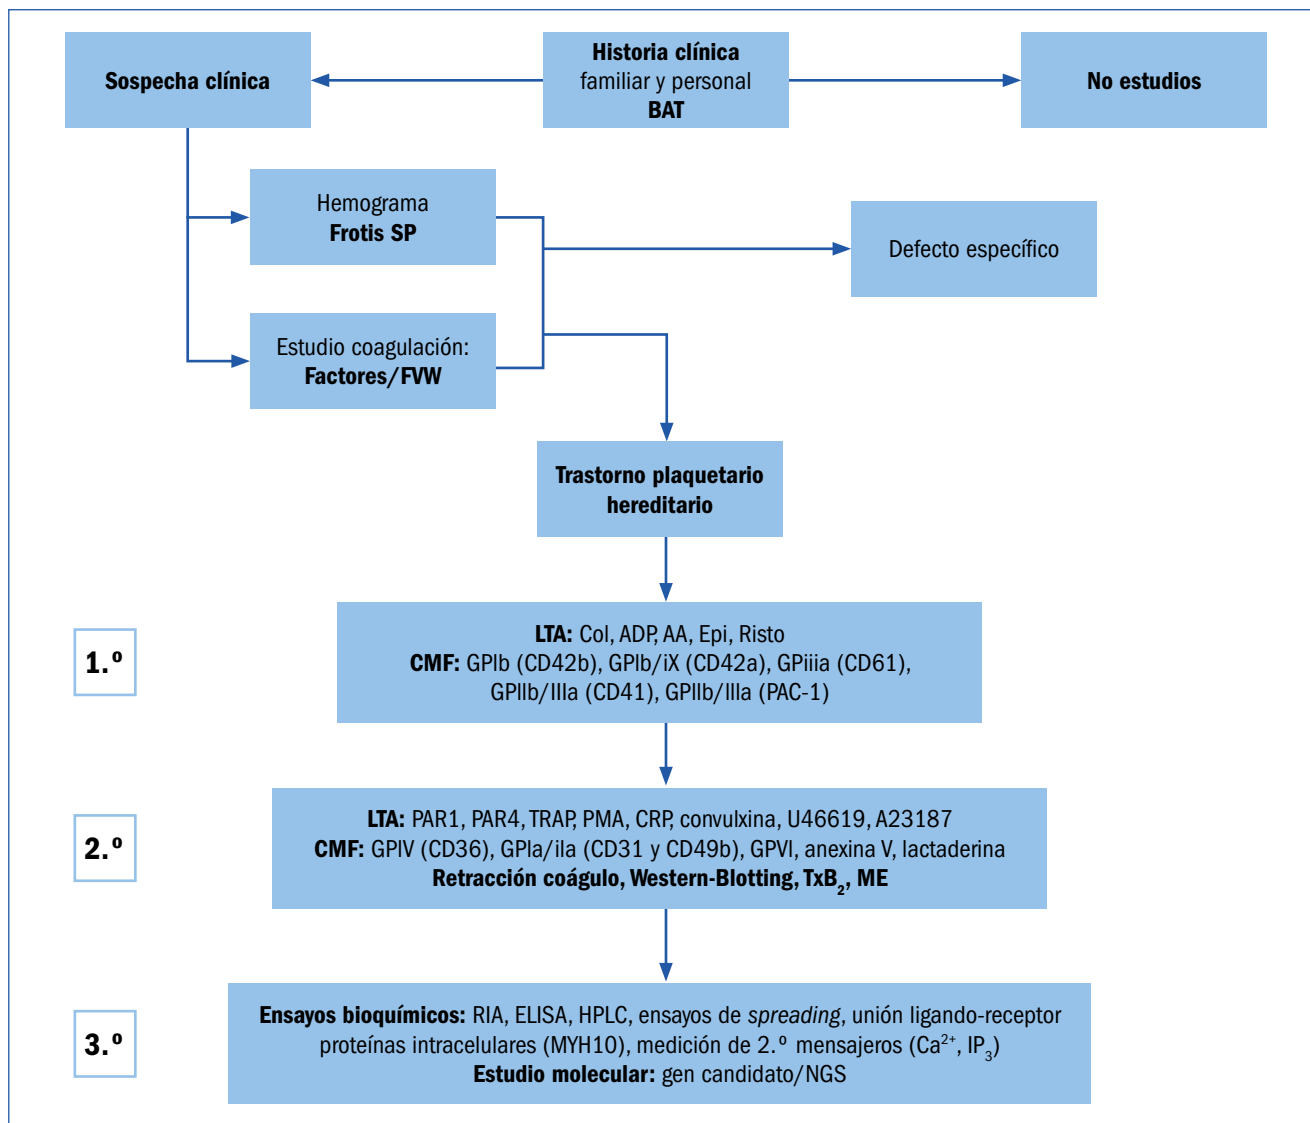 Sospecha clínica
Historia clínica
familiar y personal
BAT
No estudios
Hemograma
Frotis SP
Defecto específico
Estudio coagulación:
Factores/FVW
Trastorno plaquetario
hereditario
1.º
LTA: Col, ADP, AA, Epi, Risto
CMF: GPIb (CD42b), GPIb/iX (CD42a), GPiiia (CD61),
GPIIb/IIIa (CD41), GPIIb/IIIa (PAC-1)
2.º
LTA: PAR1, PAR4, TRAP, PMA, CRP, convulxina, U46619, A23187
CMF: GPIV (CD36), GPIa/iIa (CD31 y CD49b), GPVI, anexina V, lactaderina
Retracción coágulo, Western-Blotting, TxB₂, ME
3.º
Ensayos bioquímicos: RIA, ELISA, HPLC, ensayos de spreading, unión ligando-receptor
proteínas intracelulares (MYH10), medición de 2.º mensajeros (Ca²⁺, IP₃)
Estudio molecular: gen candidato/NGS